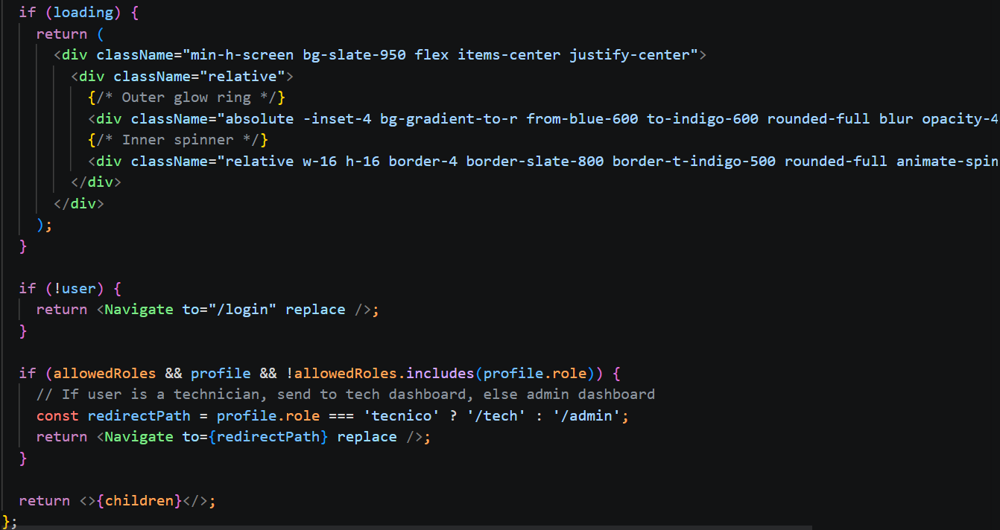 if (loading) {
return (
<div className="min-h-screen bg-slate-950 flex items-center justify-center">
<div className="relative">
{/* Outer glow ring */}
<div className="absolute -inset-4 bg-gradient-to-r from-blue-600 to-indigo-600 rounded-full blur opacity-4
{/* Inner spinner */}
<div className="relative w-16 h-16 border-4 border-slate-800 border-t-indigo-500 rounded-full animate-spin
</div>
</div>
);
}
if (!user) {
return <Navigate to="/login" replace />;
}
if (allowedRoles && profile && !allowedRoles.includes(profile.role)) {
// If user is a technician, send to tech dashboard, else admin dashboard
const redirectPath = profile.role === 'tecnico' ? '/tech' : '/admin';
return <Navigate to={redirectPath} replace />;
}
return <>{children}</>;
};